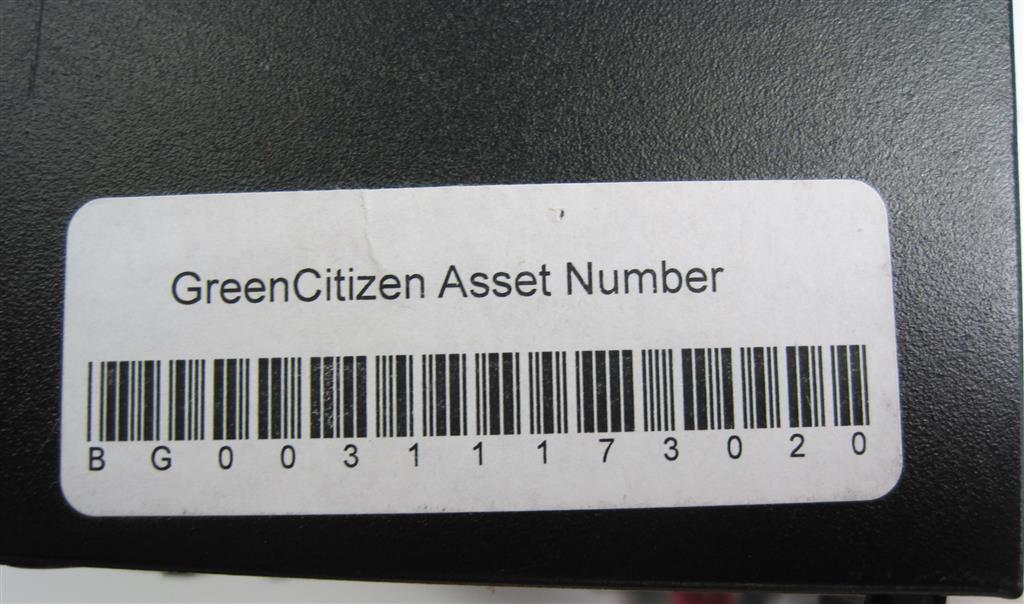 GreenCitizen Asset Number
B G 0 0 3 1 1 1 7 3 0 2 0